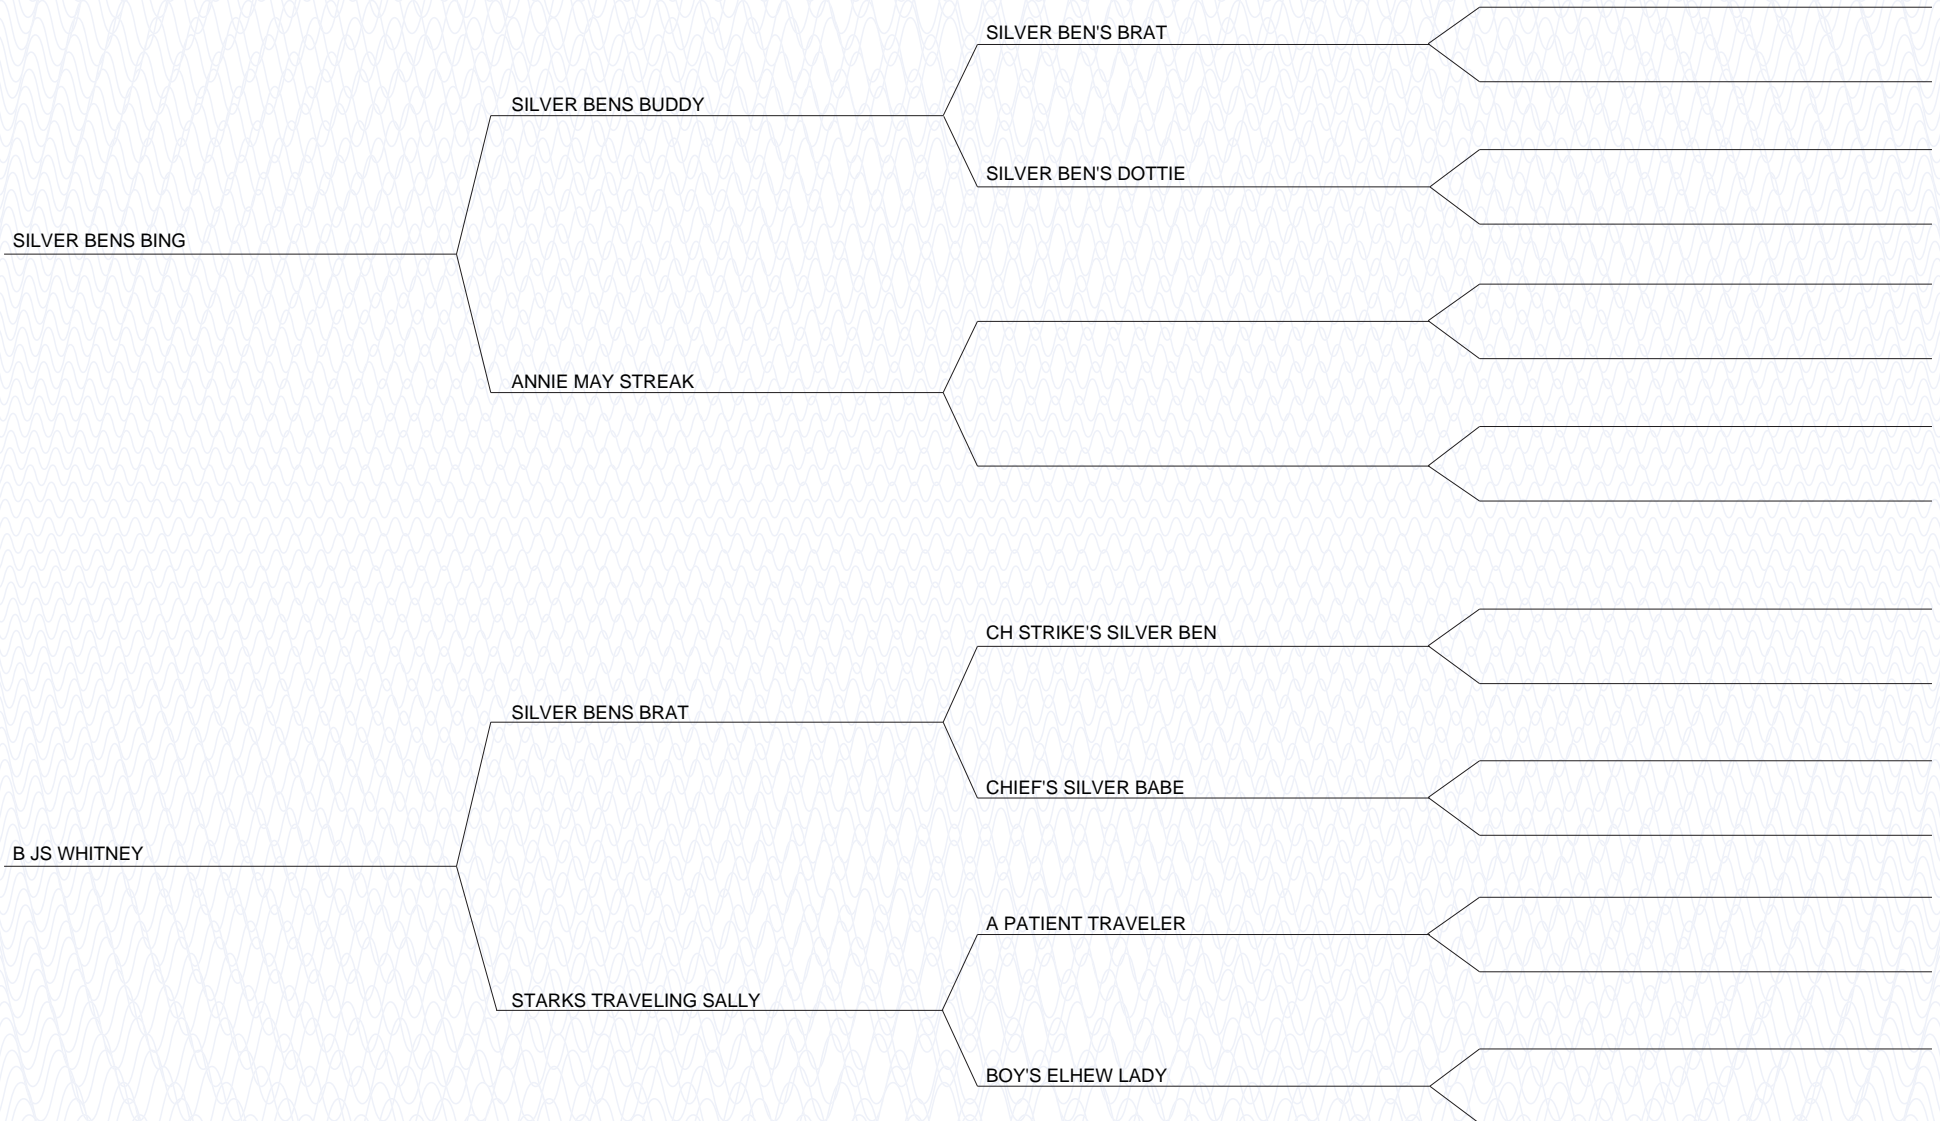 SILVER BEN'S BRAT
SILVER BENS BUDDY
SILVER BEN'S DOTTIE
SILVER BENS BING
ANNIE MAY STREAK
CH STRIKE'S SILVER BEN
SILVER BENS BRAT
CHIEF'S SILVER BABE
B JS WHITNEY
A PATIENT TRAVELER
STARKS TRAVELING SALLY
BOY'S ELHEW LADY